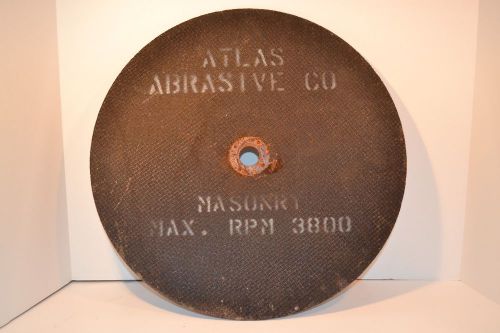 ATLAS
ABRASIVE CO
MASONRY
MAX. RPM 3800